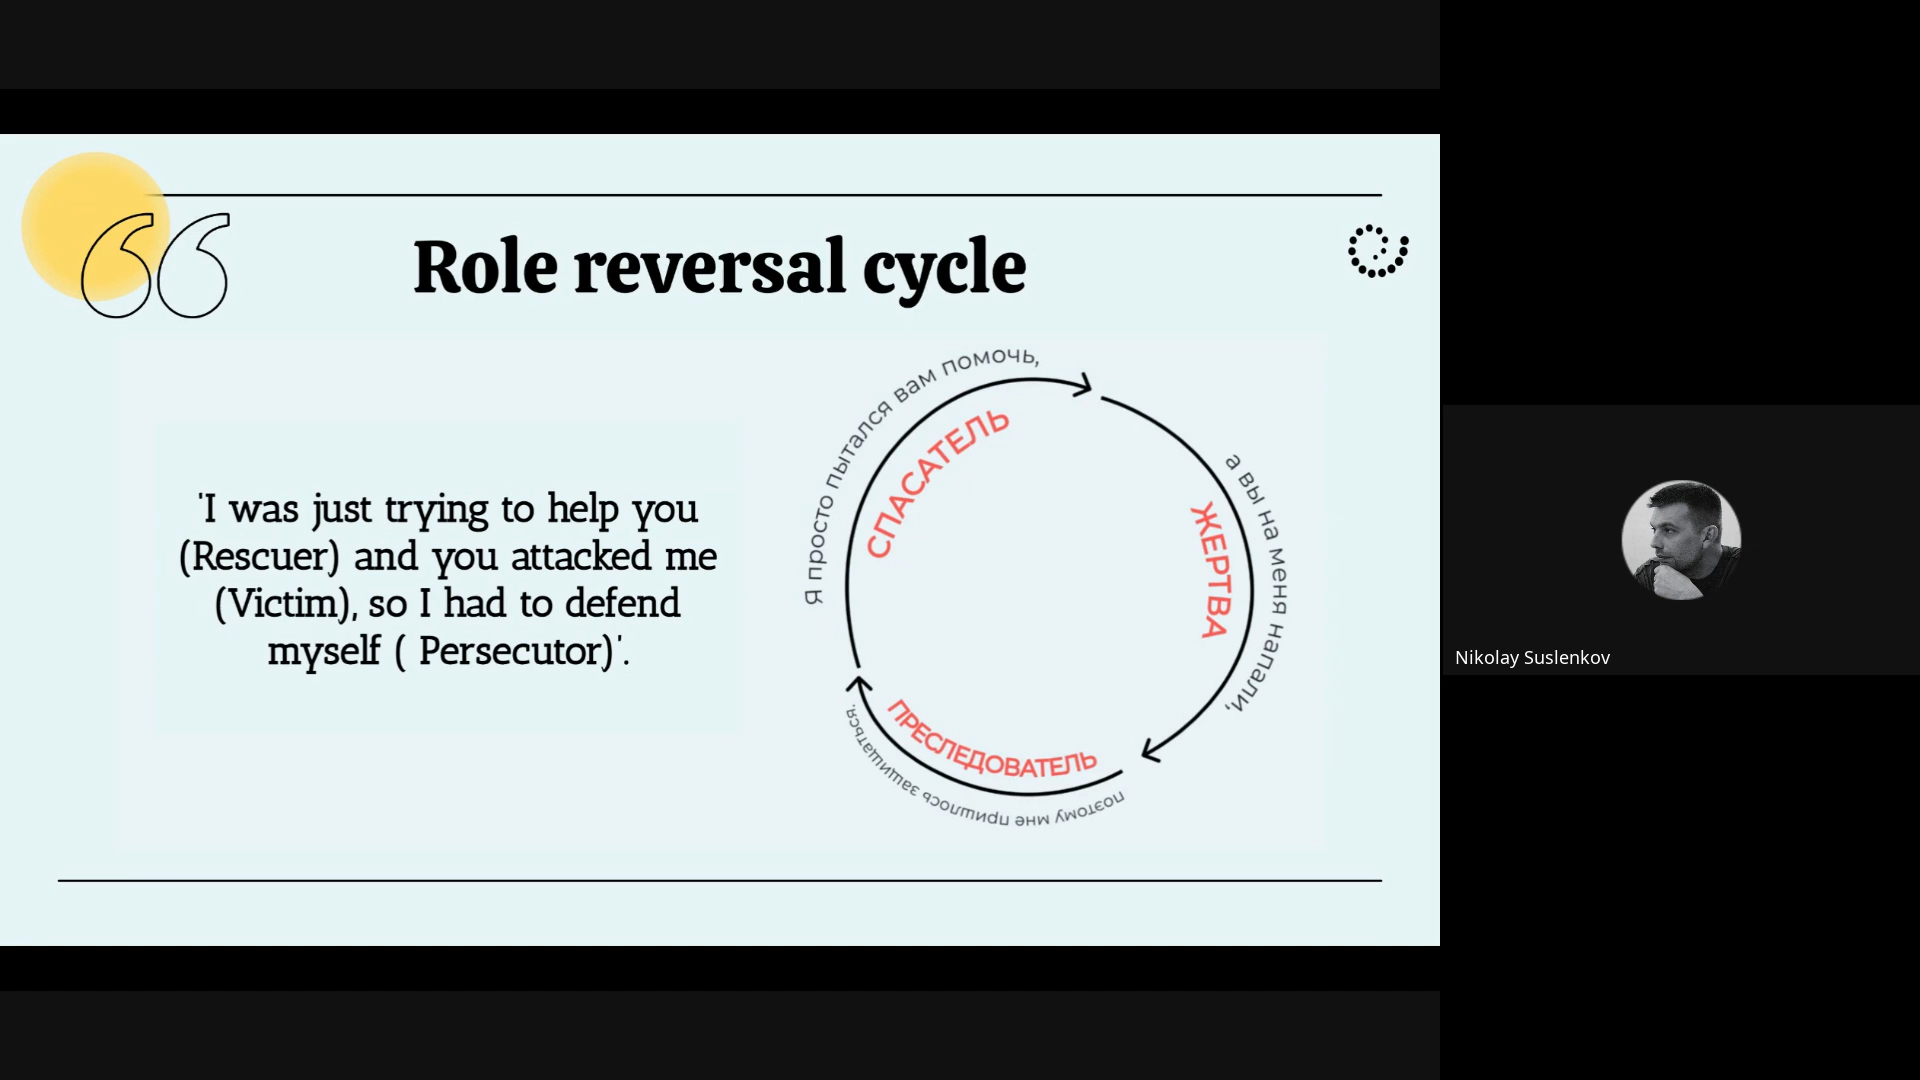 Role reversal cycle
'I was just trying to help you
(Rescuer) and you attacked me
(Victim), so I had to defend
myself ( Persecutor)'.
Я просто пытался вам помочь,
СПАСАТЕЛЬ
а вы на меня напали,
ЖЕРТВА
ПРЕСЛЕДОВАТЕЛЬ
поэтому мне пришлось защищаться.
Nikolay Suslenkov